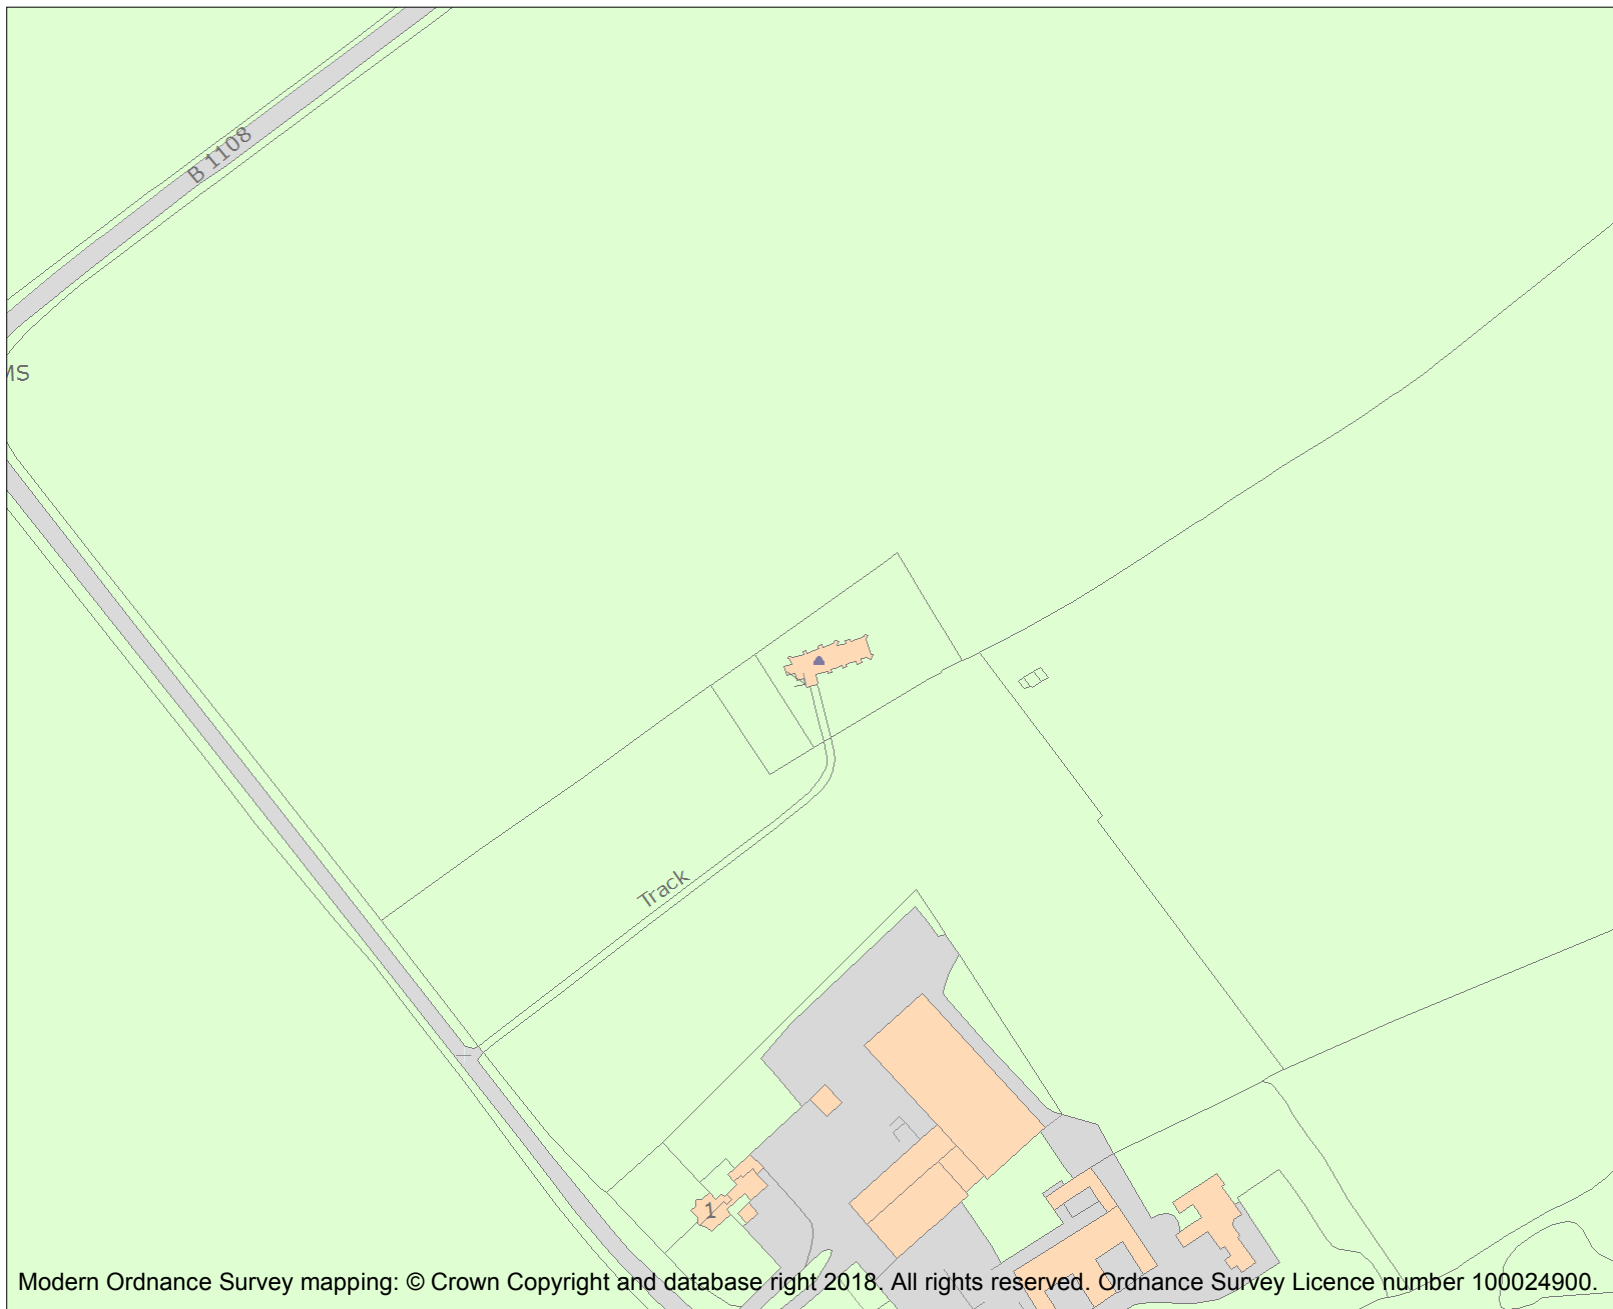 B 1108
MS
Track
1
Modern Ordnance Survey mapping: © Crown Copyright and database right 2018. All rights reserved. Ordnance Survey Licence number 100024900.